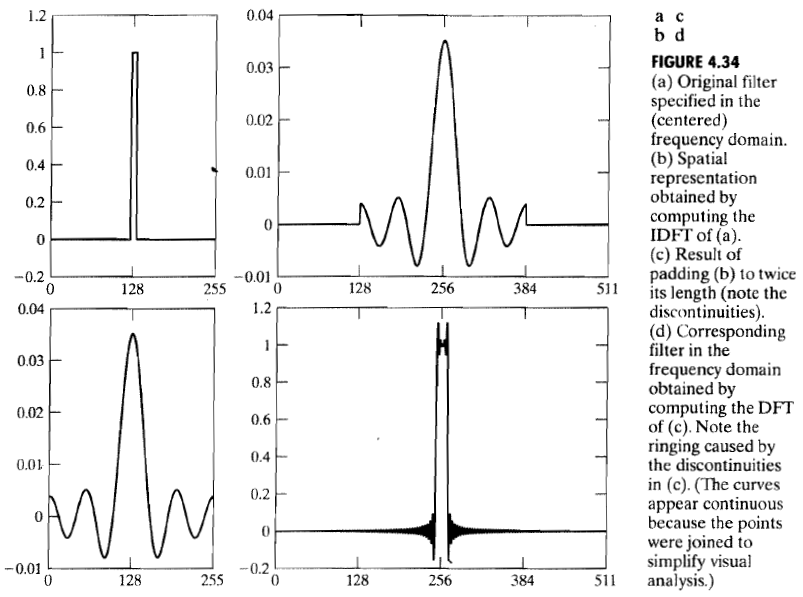 1.2
1
0.8
0.6
0.4
0.2
0
−0.2
0
128
255
0.04
0.03
0.02
0.01
0
−0.01
0
128
256
384
511
0.04
0.03
0.02
0.01
0
−0.01
0
128
255
1.2
1
0.8
0.6
0.4
0.2
0
−0.2
0
128
256
384
511
a c
b d
FIGURE 4.34
(a) Original filter
specified in the
(centered)
frequency domain.
(b) Spatial
representation
obtained by
computing the
IDFT of (a).
(c) Result of
padding (b) to twice
its length (note the
discontinuities).
(d) Corresponding
filter in the
frequency domain
obtained by
computing the DFT
of (c). Note the
ringing caused by
the discontinuities
in (c). (The curves
appear continuous
because the points
were joined to
simplify visual
analysis.)